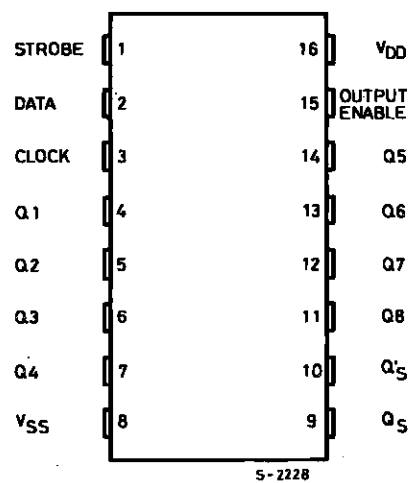 STROBE 1 16 VDD
DATA 2 15 OUTPUT ENABLE
CLOCK 3 14 Q5
Q1 4 13 Q6
Q2 5 12 Q7
Q3 6 11 Q8
Q4 7 10 Q'S
VSS 8 9 QS
S-2228